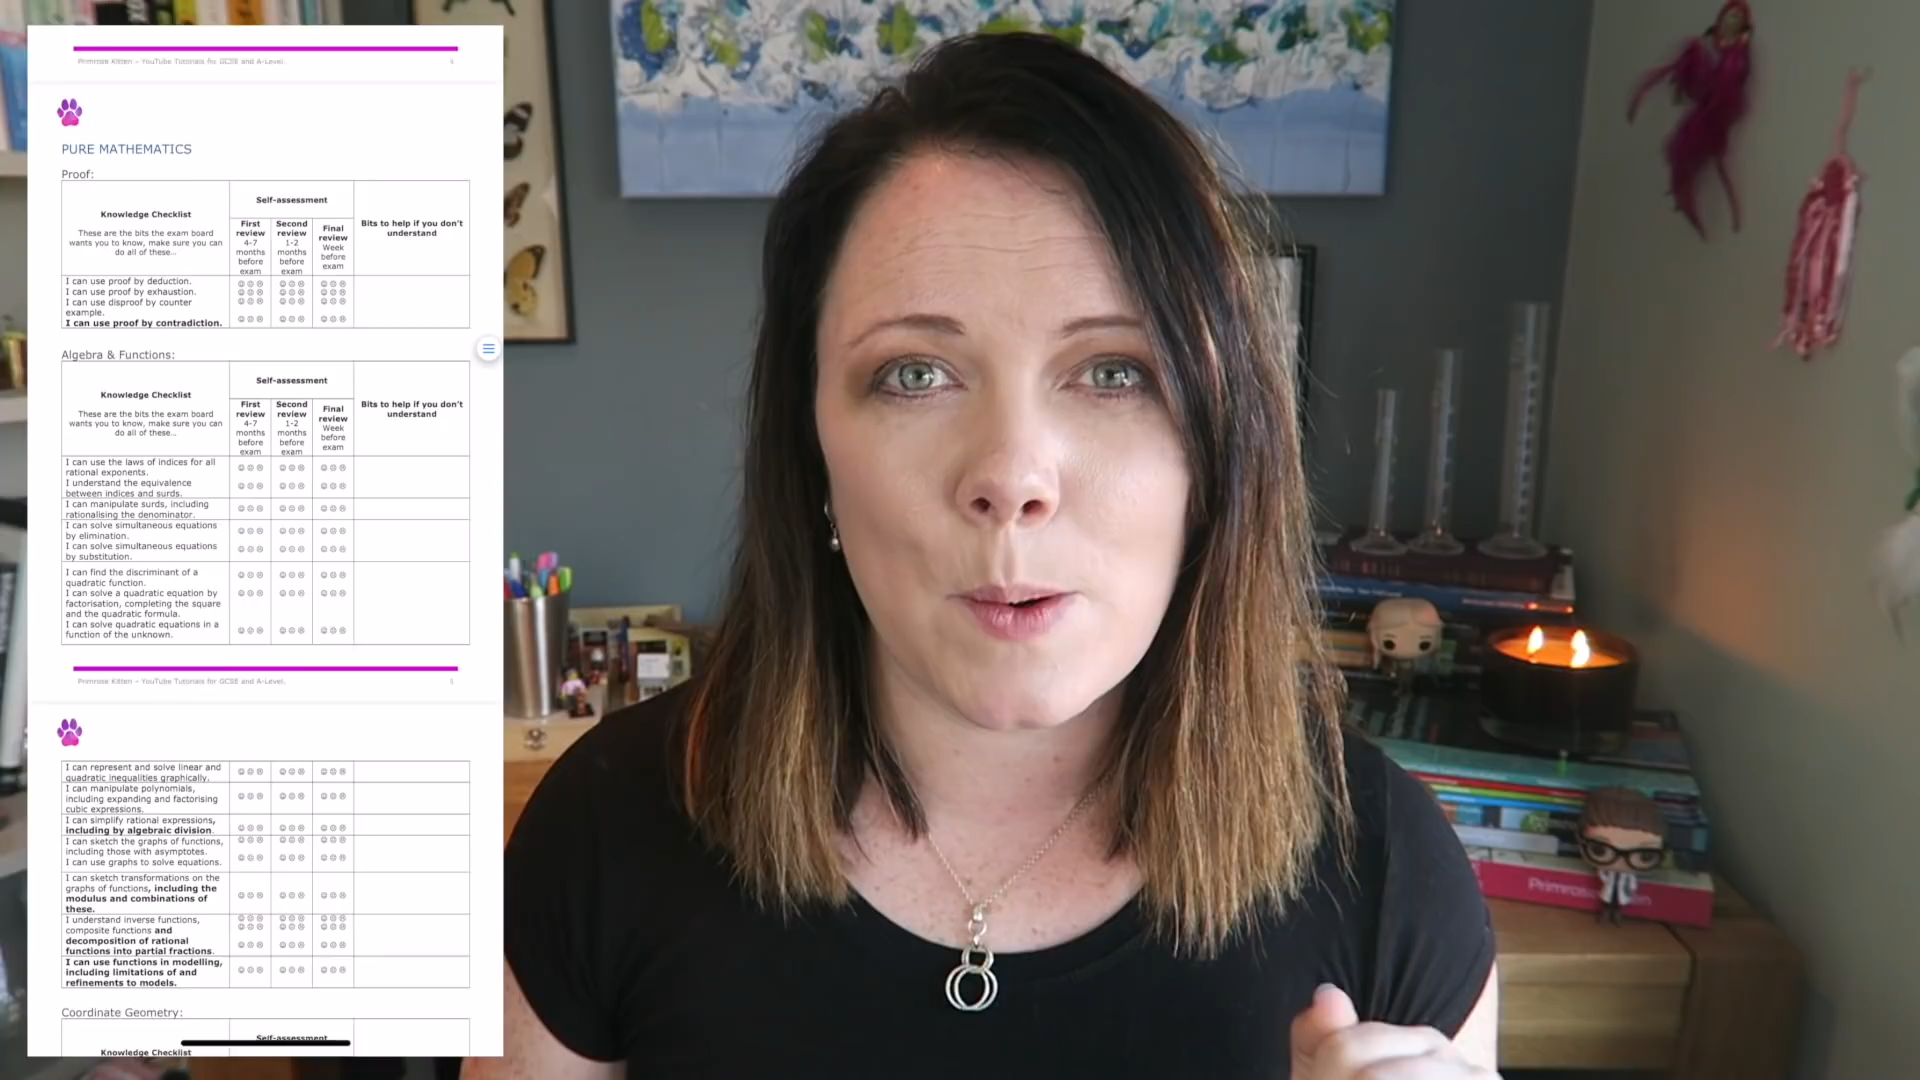 Primrose Kitten – YouTube Tutorials for GCSE and A-Level.
4
PURE MATHEMATICS
Proof:
Knowledge Checklist
These are the bits the exam board
wants you to know, make sure you can
do all of these…
Self-assessment
First
review
4-7
months
before
exam
Second
review
1-2
months
before
exam
Final
review
Week
before
exam
Bits to help if you don't
understand
I can use proof by deduction.
I can use proof by exhaustion.
I can use disproof by counter
example.
I can use proof by contradiction.
Algebra & Functions:
Knowledge Checklist
These are the bits the exam board
wants you to know, make sure you can
do all of these…
Self-assessment
First
review
4-7
months
before
exam
Second
review
1-2
months
before
exam
Final
review
Week
before
exam
Bits to help if you don't
understand
I can use the laws of indices for all
rational exponents.
I understand the equivalence
between indices and surds.
I can manipulate surds, including
rationalising the denominator.
I can solve simultaneous equations
by elimination.
I can solve simultaneous equations
by substitution.
I can find the discriminant of a
quadratic function.
I can solve a quadratic equation by
factorisation, completing the square
and the quadratic formula.
I can solve quadratic equations in a
function of the unknown.
Primrose Kitten – YouTube Tutorials for GCSE and A-Level.
5
I can represent and solve linear and
quadratic inequalities graphically.
I can manipulate polynomials,
including expanding and factorising
cubic expressions.
I can simplify rational expressions,
including by algebraic division.
I can sketch the graphs of functions,
including those with asymptotes.
I can use graphs to solve equations.
I can sketch transformations on the
graphs of functions, including the
modulus and combinations of
these.
I understand inverse functions,
composite functions and
decomposition of rational
functions into partial fractions.
I can use functions in modelling,
including limitations of and
refinements to models.
Coordinate Geometry:
Self-assessment
Knowledge Checklist